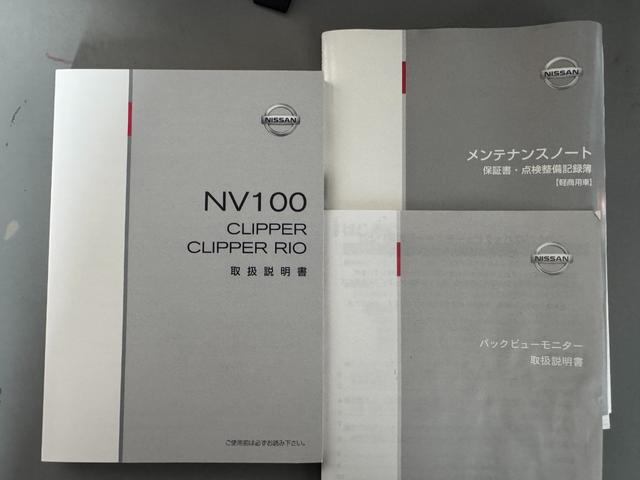 NISSAN
NV100
CLIPPER
CLIPPER RIO
取扱説明書
ご使用前は必ずお読み下さい。
NISSAN
メンテナンスノート
保証書・点検整備記録簿
【軽商用車】
NISSAN
バックビューモニター
取扱説明書